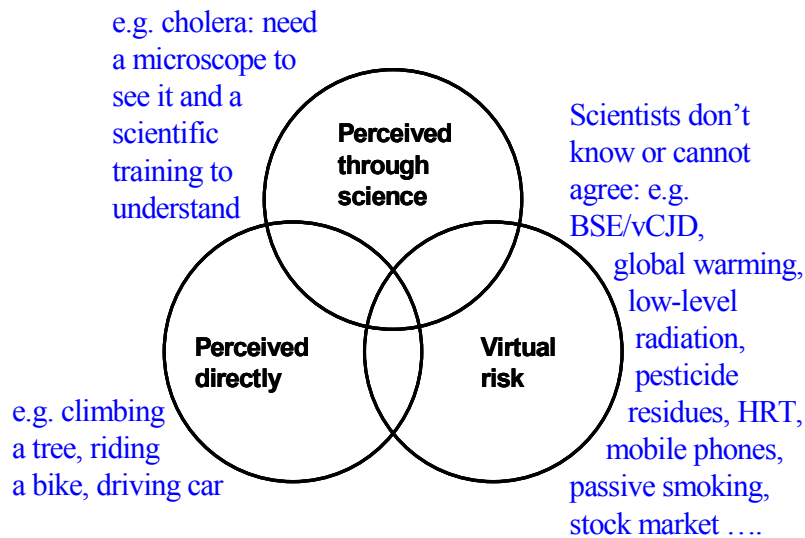 e.g. cholera: need
a microscope to
see it and a
scientific
training to
understand
Perceived
through
science
Scientists don’t
know or cannot
agree: e.g.
BSE/vCJD,
global warming,
low-level
radiation,
pesticide
residues, HRT,
mobile phones,
passive smoking,
stock market ….
Perceived
directly
Virtual
risk
e.g. climbing
a tree, riding
a bike, driving car